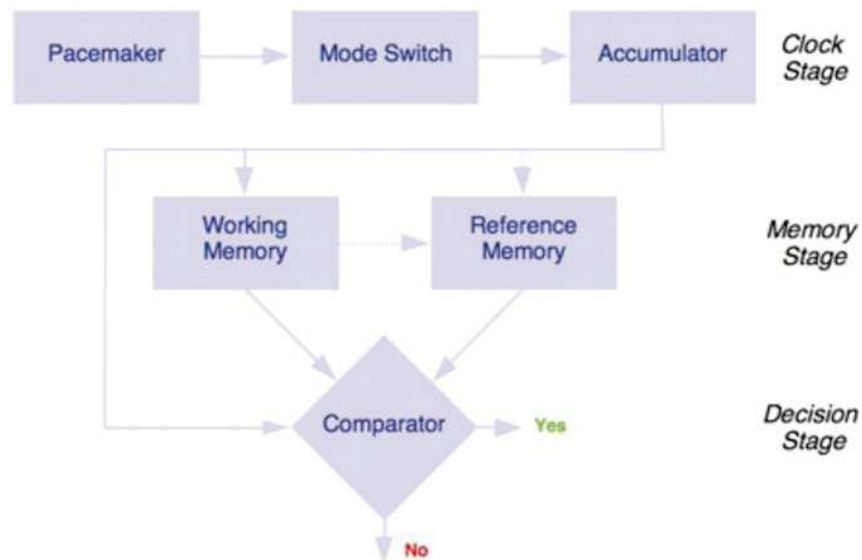 Pacemaker
Mode Switch
Accumulator
Clock
Stage
Working
Memory
Reference
Memory
Memory
Stage
Comparator
Yes
Decision
Stage
No